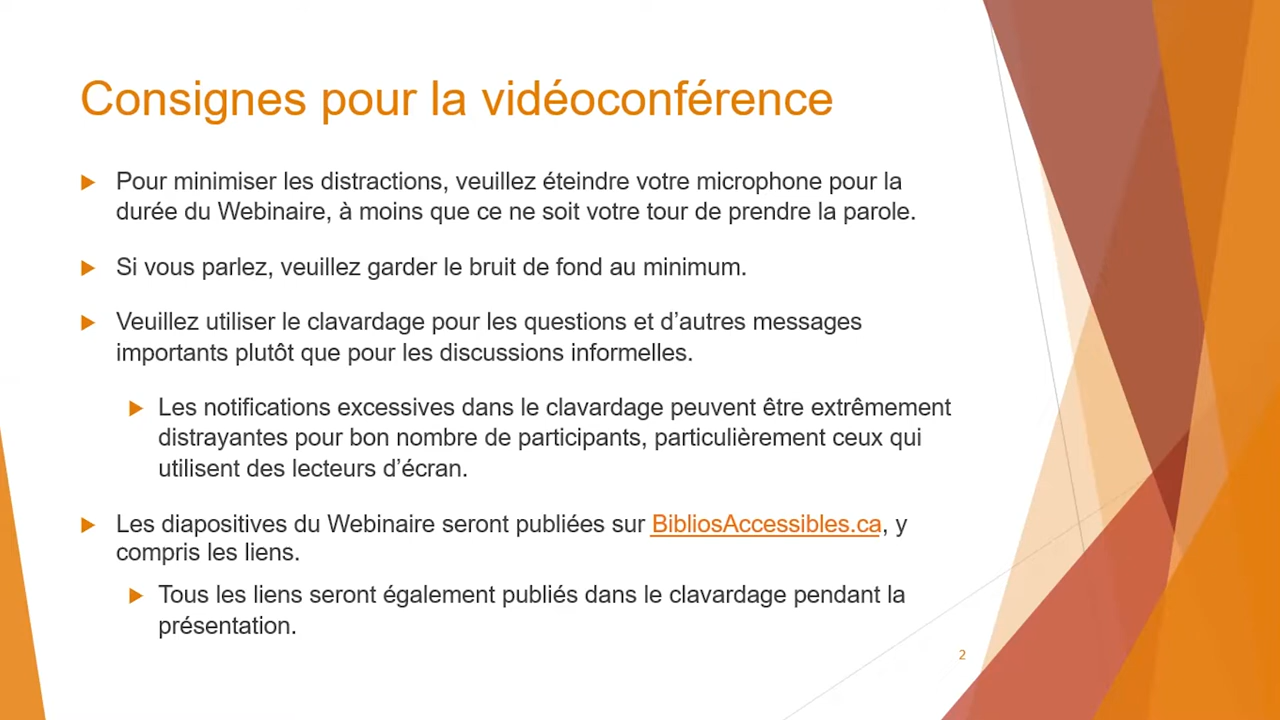 Consignes pour la vidéoconférence
Pour minimiser les distractions, veuillez éteindre votre microphone pour la
durée du Webinaire, à moins que ce ne soit votre tour de prendre la parole.
Si vous parlez, veuillez garder le bruit de fond au minimum.
Veuillez utiliser le clavardage pour les questions et d’autres messages
importants plutôt que pour les discussions informelles.
Les notifications excessives dans le clavardage peuvent être extrêmement
distrayantes pour bon nombre de participants, particulièrement ceux qui
utilisent des lecteurs d’écran.
Les diapositives du Webinaire seront publiées sur BibliosAccessibles.ca, y
compris les liens.
Tous les liens seront également publiés dans le clavardage pendant la
présentation.
2